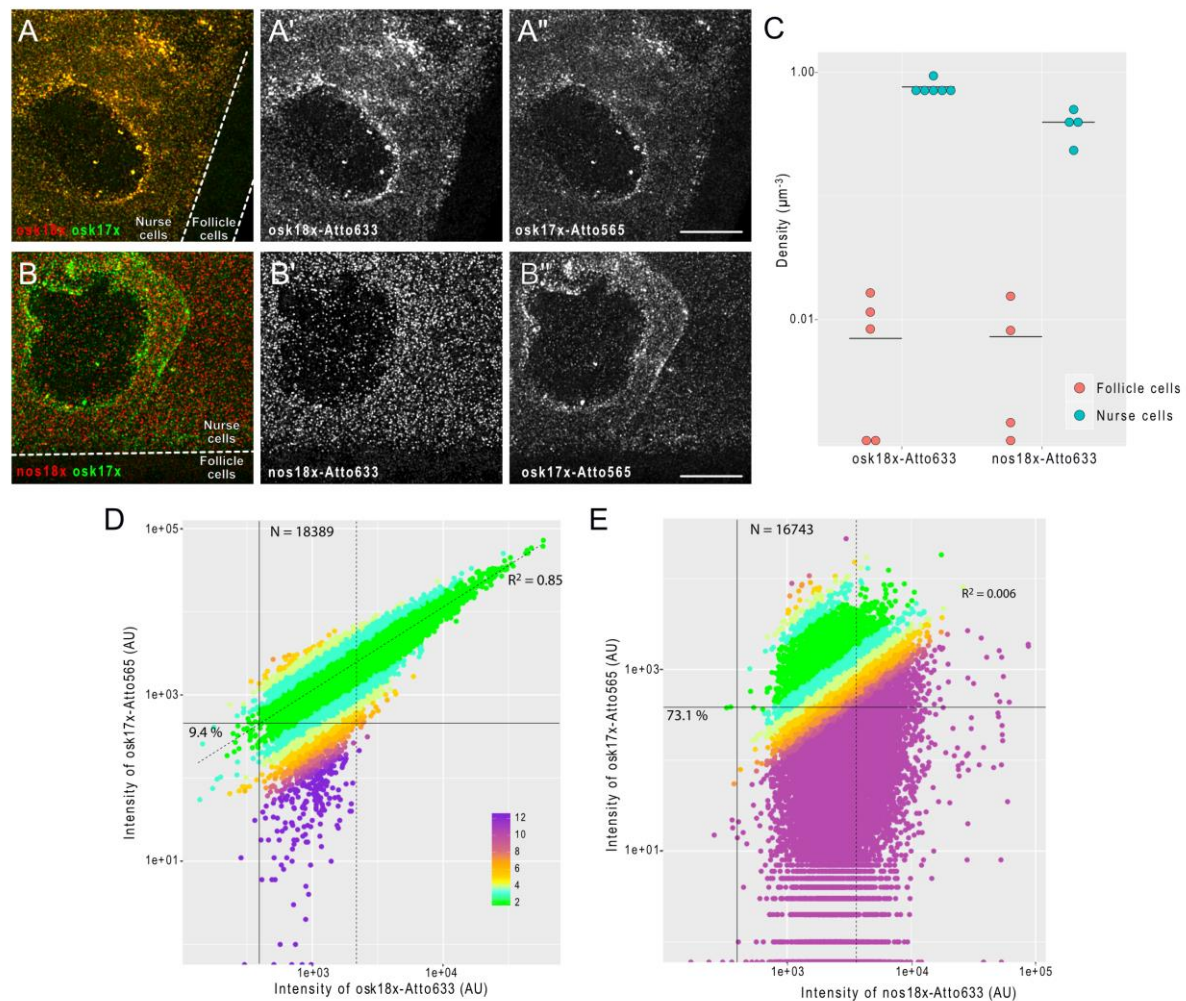 A
osk18x osk17x
Nurse
cells
Follicle
cells
A'
osk18x-Atto633
A"
osk17x-Atto565
B
nos18x osk17x
Nurse
cells
Follicle
cells
B'
nos18x-Atto633
B"
osk17x-Atto565
C
Density (µm⁻³)
1.00
0.01
Follicle cells
Nurse cells
osk18x-Atto633
nos18x-Atto633
D
Intensity of osk17x-Atto565 (AU)
1e+05
1e+03
1e+01
N = 18389
R² = 0.85
9.4 %
12
10
8
6
4
2
1e+03
1e+04
Intensity of osk18x-Atto633 (AU)
E
Intensity of osk17x-Atto565 (AU)
1e+03
1e+01
N = 16743
R² = 0.006
73.1 %
1e+03
1e+04
1e+05
Intensity of nos18x-Atto633 (AU)